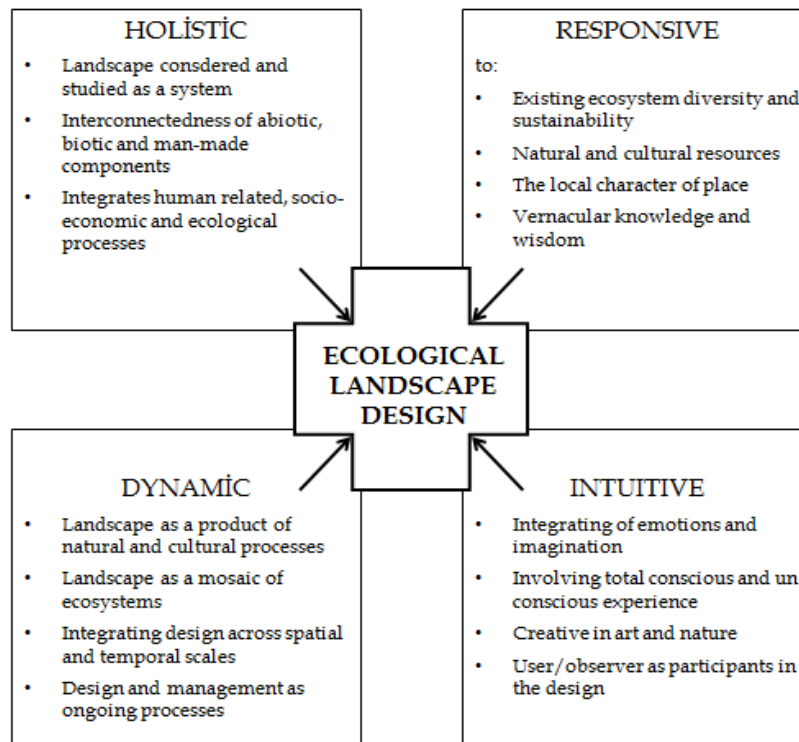 HOLİSTİC
• Landscape consdered and
studied as a system
• Interconnectedness of abiotic,
biotic and man-made
components
• Integrates human related, socio-
economic and ecological
processes
RESPONSIVE
to:
• Existing ecosystem diversity and
sustainability
• Natural and cultural resources
• The local character of place
• Vernacular knowledge and
wisdom
ECOLOGICAL
LANDSCAPE
DESIGN
DYNAMİC
• Landscape as a product of
natural and cultural processes
• Landscape as a mosaic of
ecosystems
• Integrating design across spatial
and temporal scales
• Design and management as
ongoing processes
INTUITIVE
• Integrating of emotions and
imagination
• Involving total conscious and un
conscious experience
• Creative in art and nature
• User/observer as participants in
the design